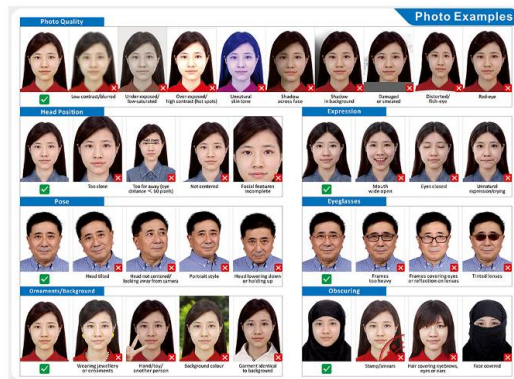 Photo Examples
Photo Quality
Low contrast/blurred
Under exposed/
low-saturated
Over exposed/
high contrast (hot spots)
Unnatural
skin tone
Shadow
across face
Shadow
in background
Damaged
or smeared
Distorted/
fish-eye
Red-eye
Head Position
Too close
Too far away (eye
distance < 60 pixels)
Not centered
Facial features
incomplete
Expression
Mouth
wide open
Eyes closed
Unnatural
expression/crying
Pose
Head tilted
Head not centered/
looking away from camera
Portrait style
Head lowering down
or holding up
Eyeglasses
Frames
too heavy
Frames covering eyes
or reflection on lenses
Tinted lenses
Ornaments/Background
Wearing jewellery
or ornaments
Hand/toy/
another person
Background colour
Garment identical
to background
Obscuring
Stamp/smears
Hair covering eyebrows,
eyes or ears
Face covered